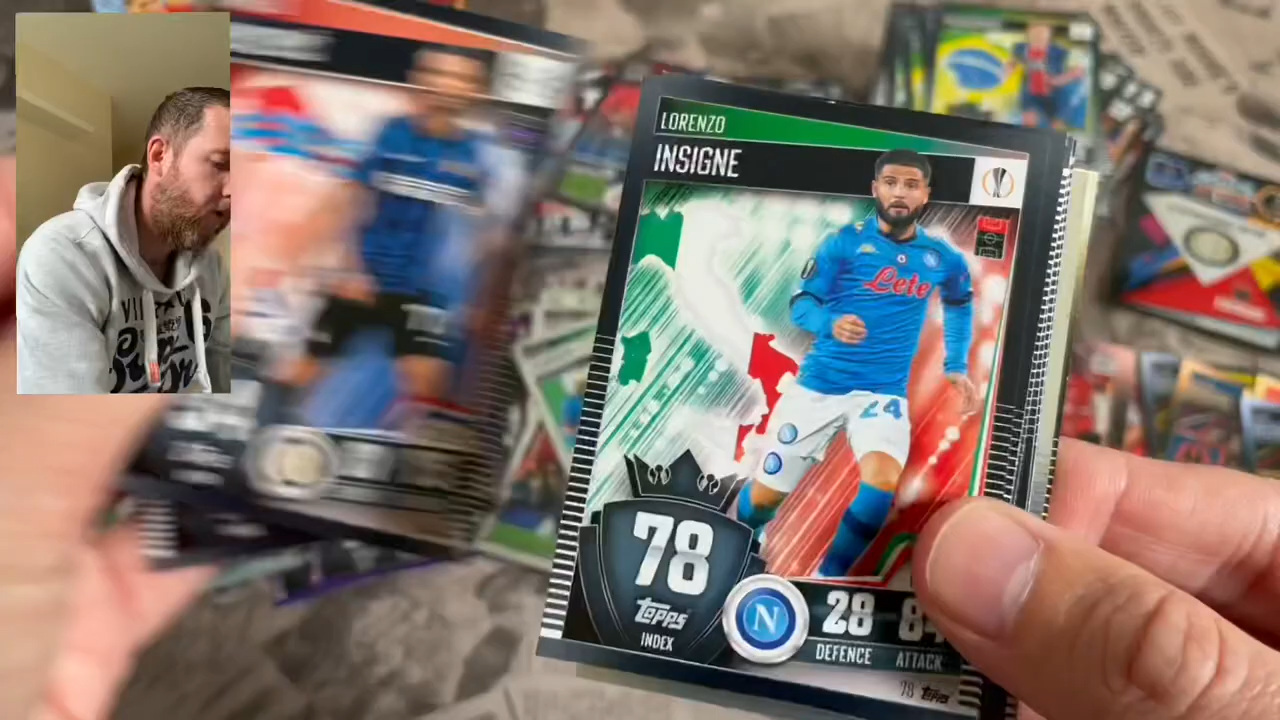 LORENZO
INSIGNE
Lete
24
78
Topps
INDEX
N
28
DEFENCE ATTACK
78 Topps